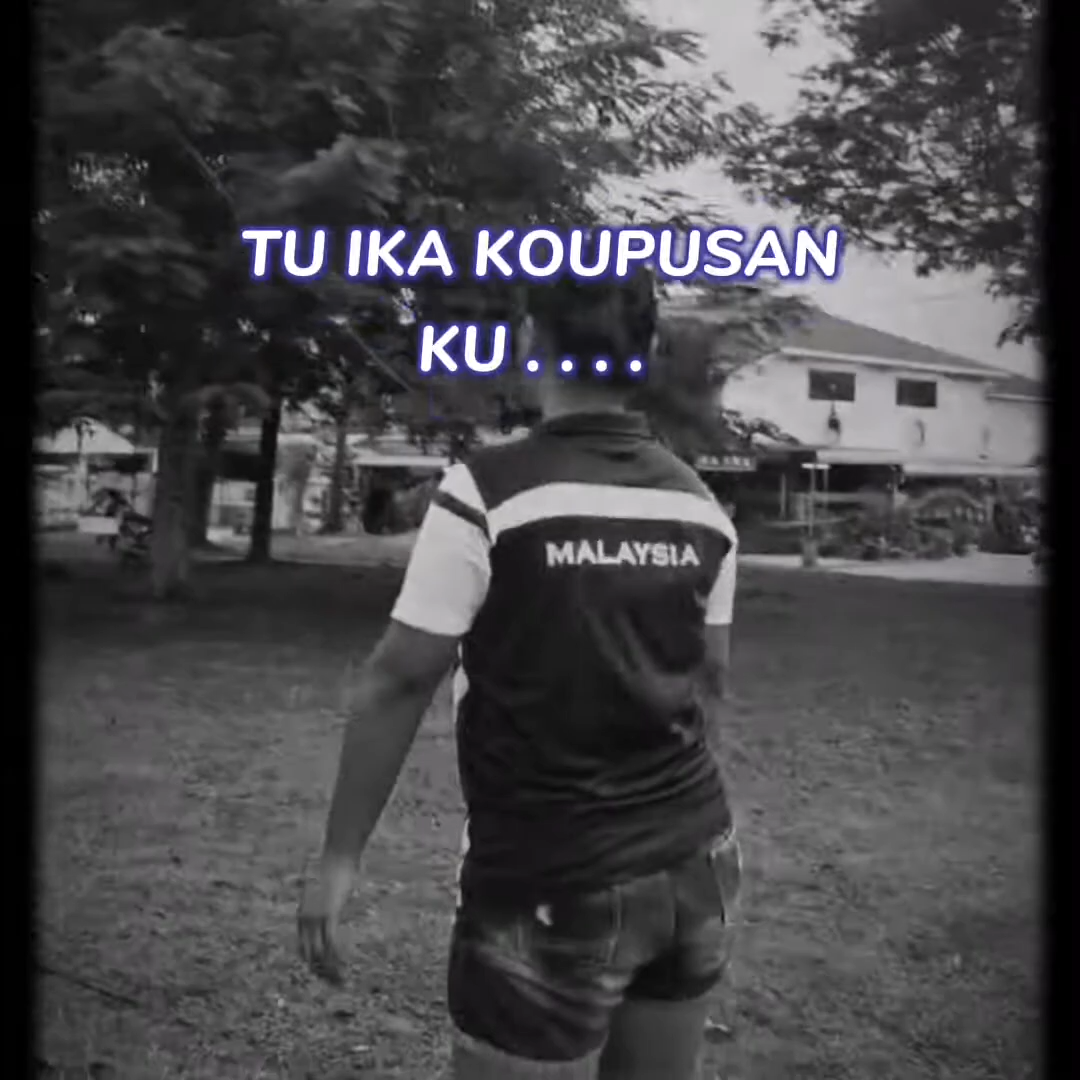 TU IKA KOUPUSAN
KU . . . .
MALAYSIA